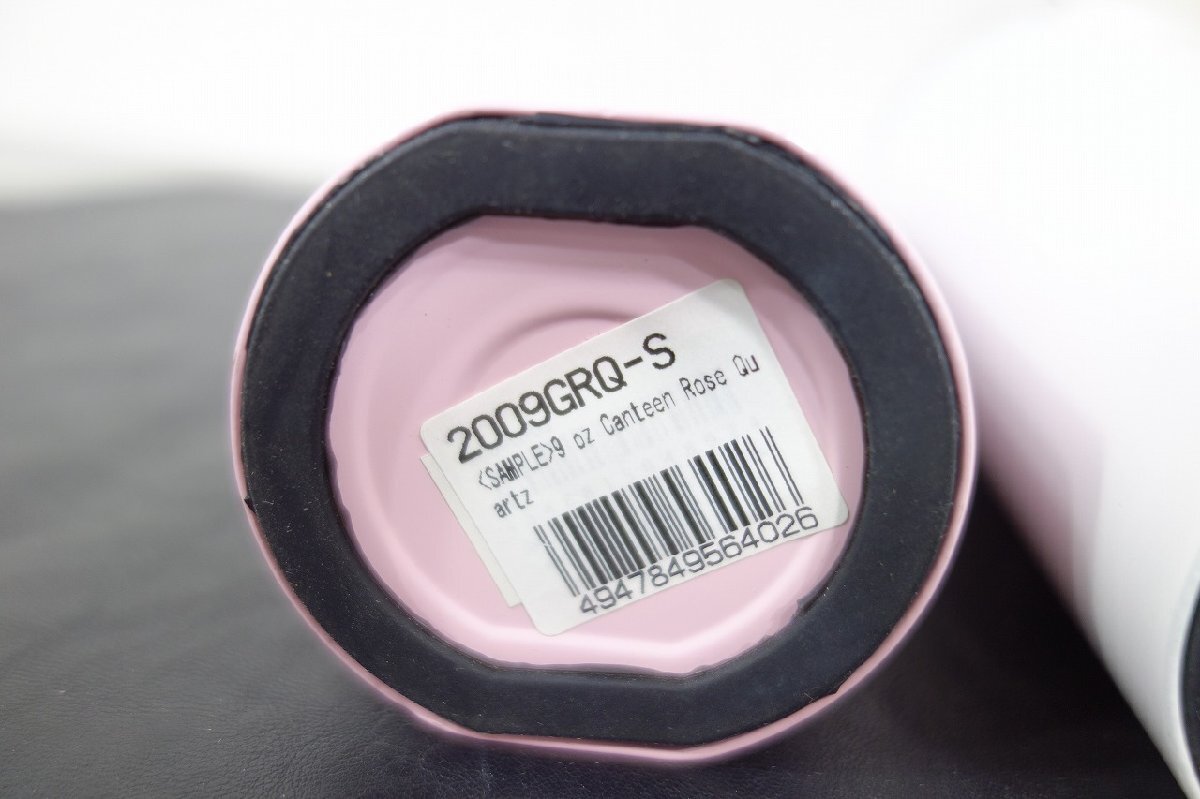 2009GRQ-S
<SAMPLE>9 oz Canteen Rose Qu
artz
4947849564026